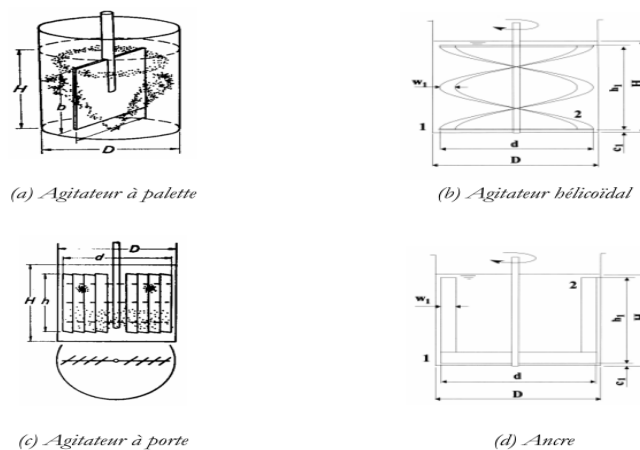 H
b
D
(a) Agitateur à palette
w₁
1
2
d
D
h₁
H
c₁
(b) Agitateur hélicoïdal
D
d
H
h
(c) Agitateur à porte
w₁
1
2
d
D
h₁
H
c₁
(d) Ancre